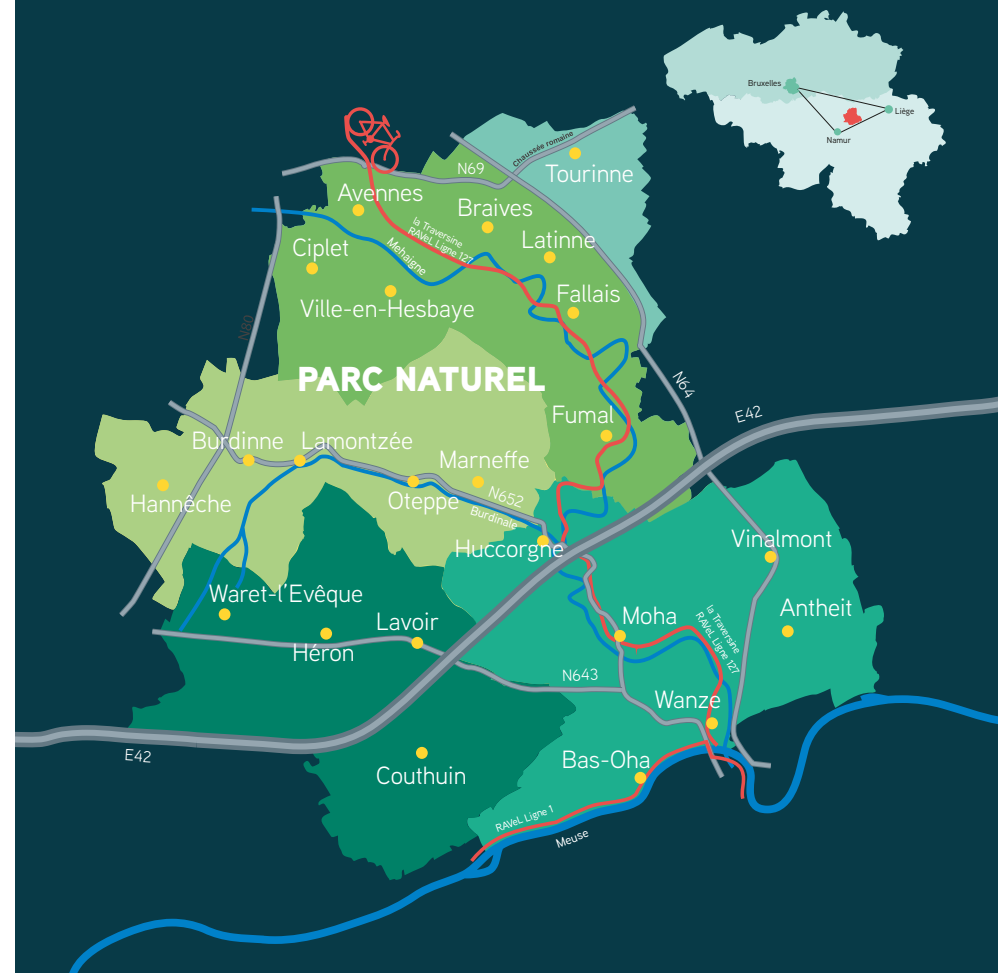 Bruxelles
Liège
Namur
Chaussée romaine
N69
Tourinne
Avennes
Braives
la Traversine
RAVeL Ligne 127
Latinne
Ciplet
Mehaigne
Fallais
Ville-en-Hesbaye
N80
PARC NATUREL
N64
E42
Fumal
Burdinne
Lamontzée
Marneffe
Hannêche
Oteppe
N652
Burdinale
Huccorgne
Vinalmont
Waret-l'Evêque
Antheit
Moha
la Traversine
RAVeL Ligne 127
Lavoir
Héron
N643
Wanze
E42
Bas-Oha
Couthuin
RAVeL Ligne 1
Meuse